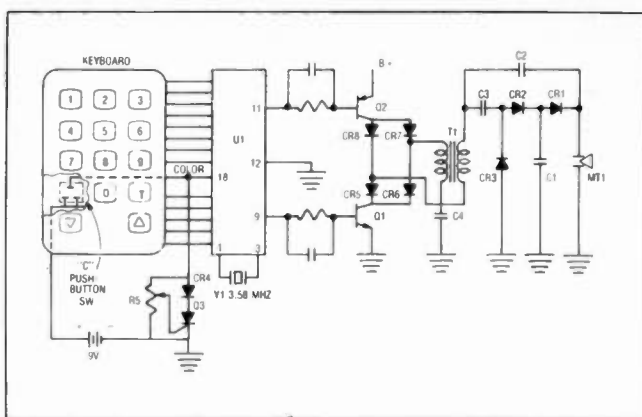 KEYBOARD
1 2 3
4 5 6
7 8 9
COLOR
0
"C"
PUSH
BUTTON
SW
9V
R5
CR4
Q3
18
U1
11
12
9
1 3
Y1 3.58 MHZ
B+
Q2
CR8 CR7
CR5 CR6
Q1
T1
C4
C2
C3 CR2 CR1
CR3
C1
MT1